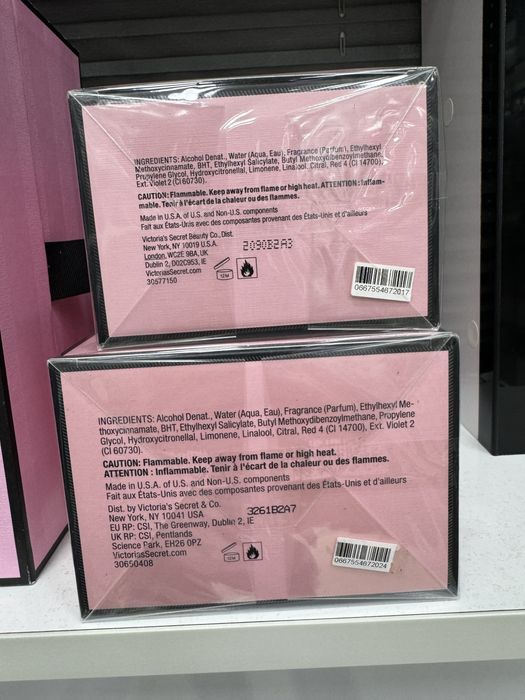 INGREDIENTS: Alcohol Denat., Water (Aqua, Eau), Fragrance (Parfum), Ethylhexyl
Methoxycinnamate, BHT, Ethylhexyl Salicylate, Butyl Methoxydibenzoylmethane,
Propylene Glycol, Hydroxycitronellal, Limonene, Linalool, Citral, Red 4 (CI 14700),
Ext. Violet 2 (CI 60730).
CAUTION: Flammable. Keep away from flame or high heat. ATTENTION : Inflam-
mable. Tenir à l'écart de la chaleur ou des flammes.
Made in U.S.A. of U.S. and Non-U.S. components
Fait aux États-Unis avec des composantes provenant des États-Unis et d'ailleurs
Victoria's Secret Beauty Co., Dist.
New York, NY 10019 U.S.A.
London, WC2E 9BA, UK
Dublin 2, D02C953, IE
VictoriasSecret.com
30577150
2090B2A3
12M
0667554672017
INGREDIENTS: Alcohol Denat., Water (Aqua, Eau), Fragrance (Parfum), Ethylhexyl Me-
thoxycinnamate, BHT, Ethylhexyl Salicylate, Butyl Methoxydibenzoylmethane, Propylene
Glycol, Hydroxycitronellal, Limonene, Linalool, Citral, Red 4 (CI 14700), Ext. Violet 2
(CI 60730).
CAUTION: Flammable. Keep away from flame or high heat.
ATTENTION : Inflammable. Tenir à l'écart de la chaleur ou des flammes.
Made in U.S.A. of U.S. and Non-U.S. components
Fait aux États-Unis avec des composantes provenant des États-Unis et d'ailleurs
Dist. by Victoria's Secret & Co.
New York, NY 10041 USA
EU RP: CSI, The Greenway, Dublin 2, IE
UK RP: CSI, Pentlands
Science Park, EH26 0PZ
VictoriasSecret.com
30650408
3261B2A7
12M
0667554672024